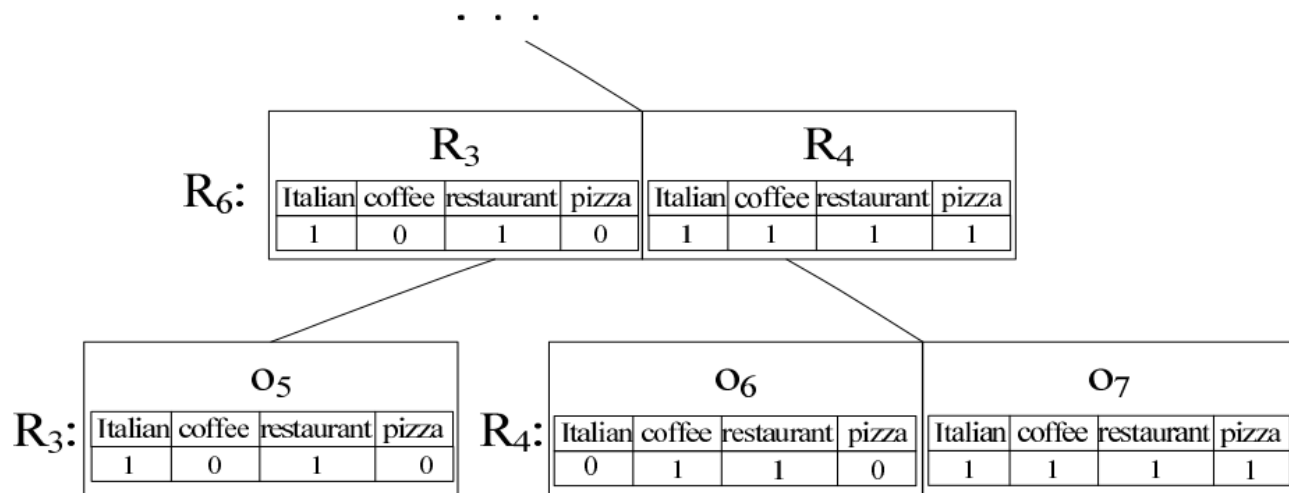 . . .
R₃ R₄
R₆:
Italian coffee restaurant pizza Italian coffee restaurant pizza
1 0 1 0 1 1 1 1
o₅ o₆ o₇
R₃: Italian coffee restaurant pizza R₄: Italian coffee restaurant pizza Italian coffee restaurant pizza
1 0 1 0 0 1 1 0 1 1 1 1